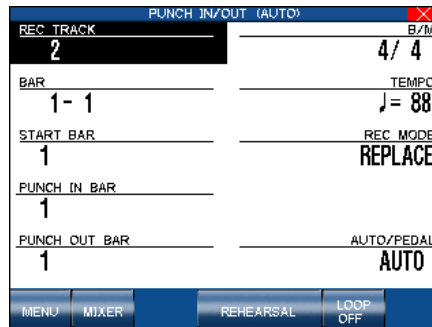 PUNCH IN/OUT (AUTO)
REC TRACK
2
B/M
4/ 4
BAR
1- 1
TEMPO
♩= 88
START BAR
1
REC MODE
REPLACE
PUNCH IN BAR
1
PUNCH OUT BAR
1
AUTO/PEDAL
AUTO
MENU MIXER REHEARSAL LOOP
OFF